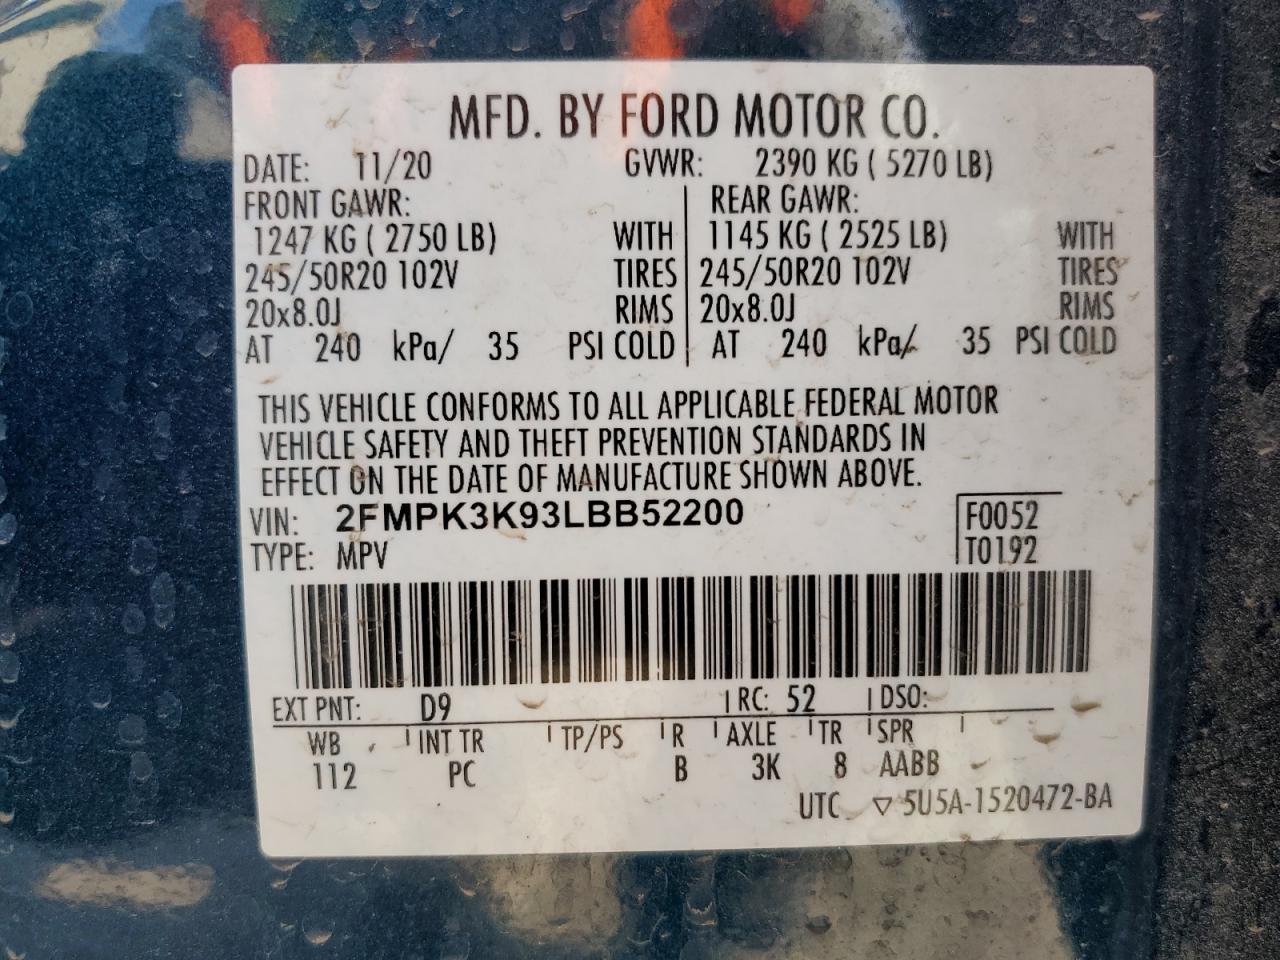 MFD. BY FORD MOTOR CO.
DATE: 11/20 GVWR: 2390 KG ( 5270 LB)
FRONT GAWR: REAR GAWR:
1247 KG ( 2750 LB) WITH 1145 KG ( 2525 LB) WITH
245/50R20 102V TIRES 245/50R20 102V TIRES
20x8.0J RIMS 20x8.0J RIMS
AT 240 kPa/ 35 PSI COLD AT 240 kPa/ 35 PSI COLD
THIS VEHICLE CONFORMS TO ALL APPLICABLE FEDERAL MOTOR
VEHICLE SAFETY AND THEFT PREVENTION STANDARDS IN
EFFECT ON THE DATE OF MANUFACTURE SHOWN ABOVE.
VIN: 2FMPK3K93LBB52200 F0052
TYPE: MPV T0192
EXT PNT: D9 RC: 52 DSO:
WB INT TR TP/PS R AXLE TR SPR
112 PC B 3K 8 AABB
UTC ▽ 5U5A-1520472-BA